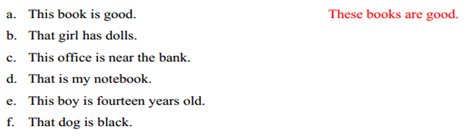 a. This book is good. These books are good.
b. That girl has dolls.
c. This office is near the bank.
d. That is my notebook.
e. This boy is fourteen years old.
f. That dog is black.